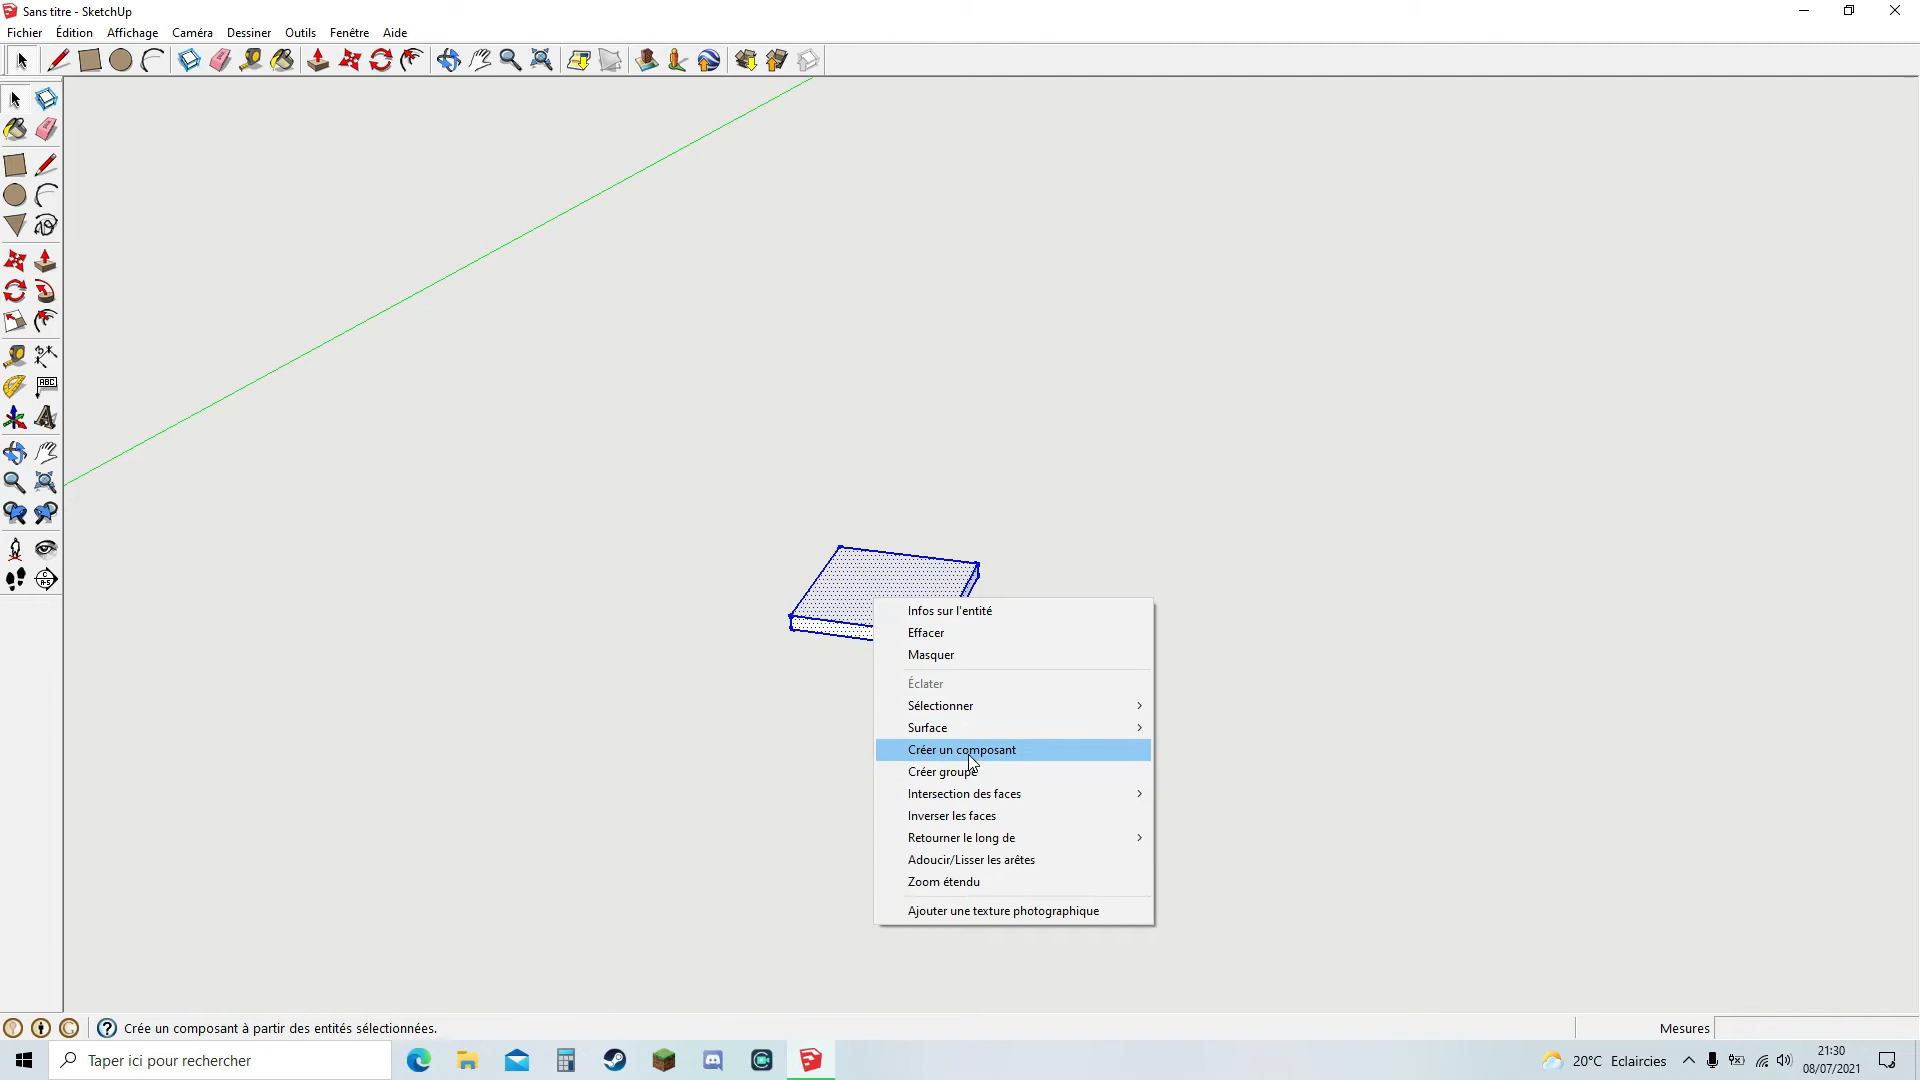 Sans titre - SketchUp
Fichier Édition Affichage Caméra Dessiner Outils Fenêtre Aide
ABC
A
C
A-S
Infos sur l'entité
Effacer
Masquer
Éclater
Sélectionner
Surface
Créer un composant
Créer groupe
Intersection des faces
Inverser les faces
Retourner le long de
Adoucir/Lisser les arêtes
Zoom étendu
Ajouter une texture photographique
Crée un composant à partir des entités sélectionnées.
Mesures
Taper ici pour rechercher
20°C Eclaircies
21:30
08/07/2021